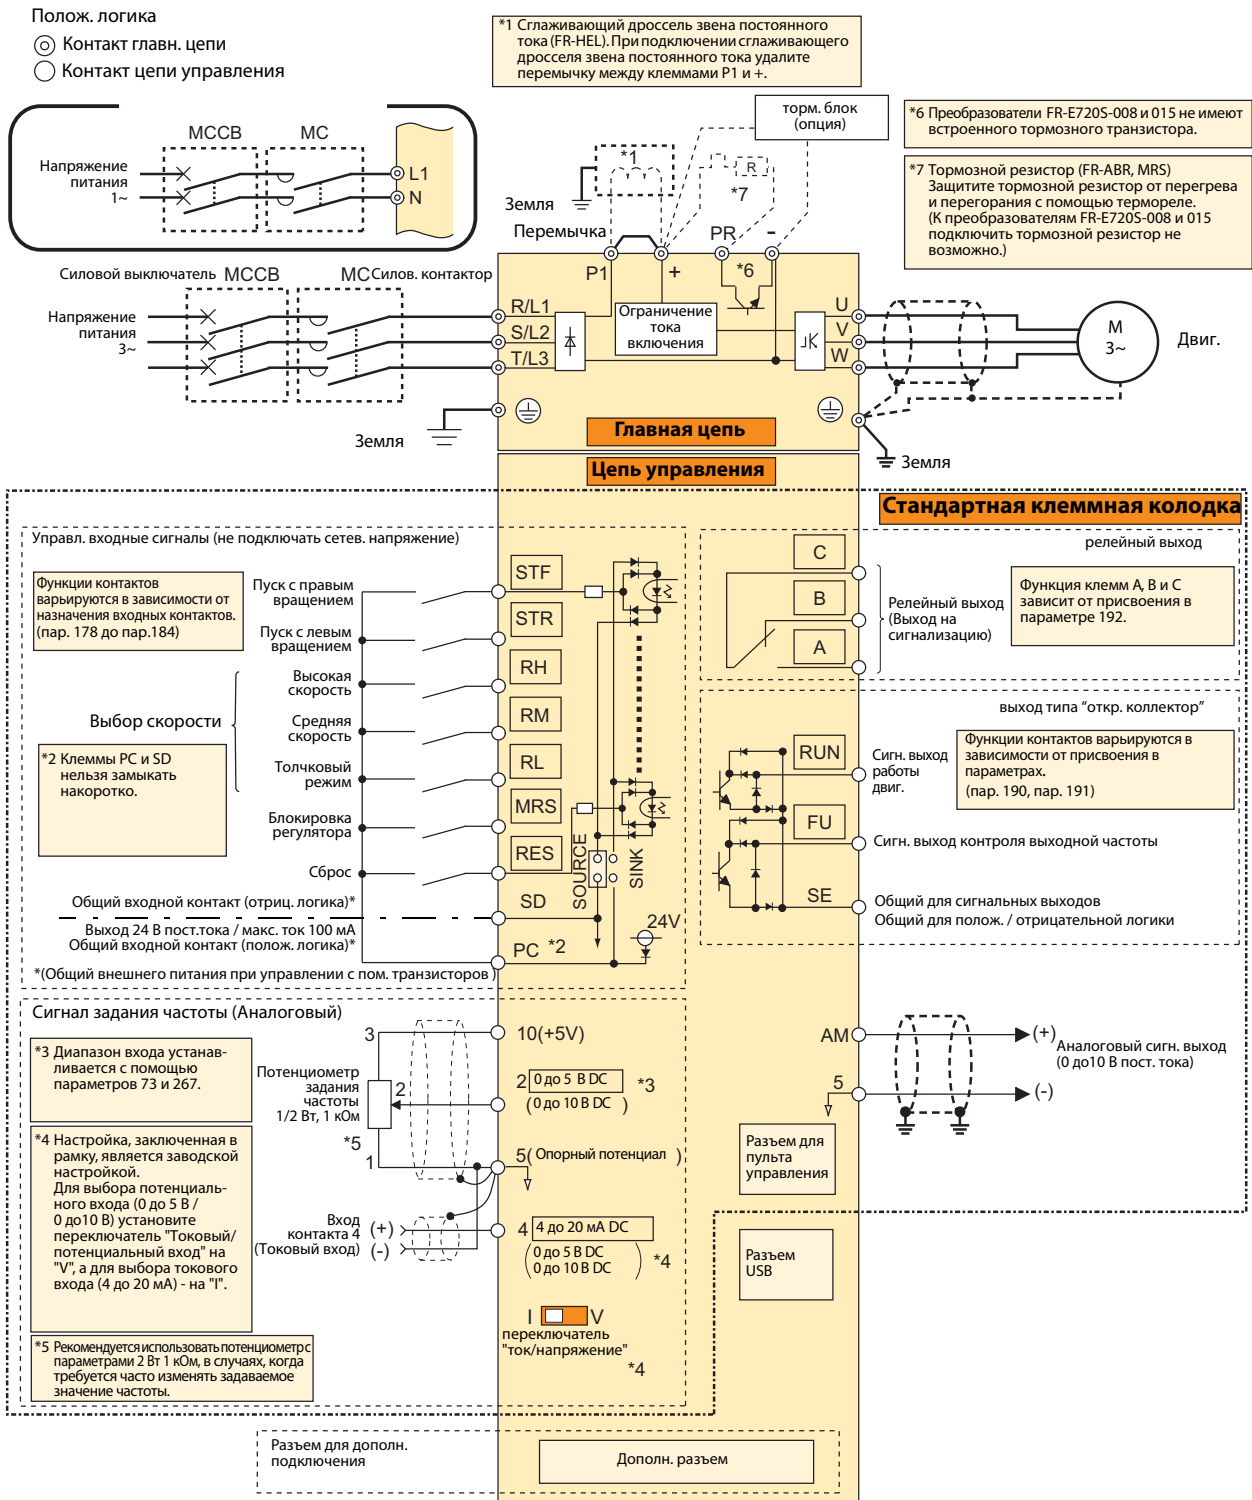 Полож. логика
Контакт главн. цепи
Контакт цепи управления
*1 Сглаживающий дроссель звена постоянного
тока (FR-HEL). При подключении сглаживающего
дросселя звена постоянного тока удалите
перемычку между клеммами P1 и +.
торм. блок
(опция)
*6 Преобразователи FR-E720S-008 и 015 не имеют
встроенного тормозного транзистора.
*7 Тормозной резистор (FR-ABR, MRS)
Защитите тормозной резистор от перегрева
и перегорания с помощью термореле.
(К преобразователям FR-E720S-008 и 015
подключить тормозной резистор не
возможно.)
MCCB
MC
Напряжение
питания
1~
L1
N
*1
R
*7
Земля
Перемычка
PR
-
P1
+
*6
Силовой выключатель MCCB
MC Силов. контактор
Напряжение
питания
3~
R/L1
S/L2
T/L3
Ограничение
тока
включения
U
V
W
M
3~
Двиг.
Земля
Главная цепь
Земля
Цепь управления
Стандартная клеммная колодка
Управл. входные сигналы (не подключать сетев. напряжение)
Функции контактов
варьируются в зависимости от
назначения входных контактов.
(пар. 178 до пар.184)
Пуск с правым
вращением
Пуск с левым
вращением
Высокая
скорость
Выбор скорости
Средняя
скорость
Толчковый
режим
*2 Клеммы PC и SD
нельзя замыкать
накоротко.
Блокировка
регулятора
Сброс
Общий входной контакт (отриц. логика)*
Выход 24 В пост.тока / макс. ток 100 мА
Общий входной контакт (полож. логика)*
*(Общий внешнего питания при управлении с пом. транзисторов )
STF
STR
RH
RM
RL
MRS
RES
SD
PC *2
SOURCE
SINK
24V
релейный выход
C
B
A
Релейный выход
(Выход на
сигнализацию)
Функция клемм A, B и C
зависит от присвоения в
параметре 192.
выход типа “откр. коллектор”
RUN
Сигн. выход
работы
двиг.
Функции контактов варьируются в
зависимости от присвоения в
параметрах.
(пар. 190, пар. 191)
FU
Сигн. выход контроля выходной частоты
SE
Общий для сигнальных выходов
Общий для полож. / отрицательной логики
Сигнал задания частоты (Аналоговый)
*3 Диапазон входа устанав-
ливается с помощью
параметров 73 и 267.
Потенциометр
задания
частоты
1/2 Вт, 1 кОм
*5
3
2
1
10(+5V)
2 0 до 5 В DC *3
(0 до 10 В DC )
5( Опорный потенциал )
*4 Настройка, заключенная в
рамку, является заводской
настройкой.
Для выбора потенциаль-
ного входа (0 до 5 В /
0 до10 В) установите
переключатель "Токовый/
потенциальный вход" на
"V", а для выбора токового
входа (4 до 20 мА) - на "I".
Вход
контакта 4
(Токовый вход)
(+)
(-)
4 4 до 20 мА DC
(0 до 5 В DC
0 до 10 В DC) *4
I V
переключатель
"ток/напряжение"
*4
*5 Рекомендуется использовать потенциометр с
параметрами 2 Вт 1 кОм, в случаях, когда
требуется часто изменять задаваемое
значение частоты.
AM
(+)
Аналоговый сигн. выход
(0 до10 В пост. тока)
5
(-)
Разъем для
пульта
управления
Разъем
USB
Разъем для дополн.
подключения
Дополн. разъем